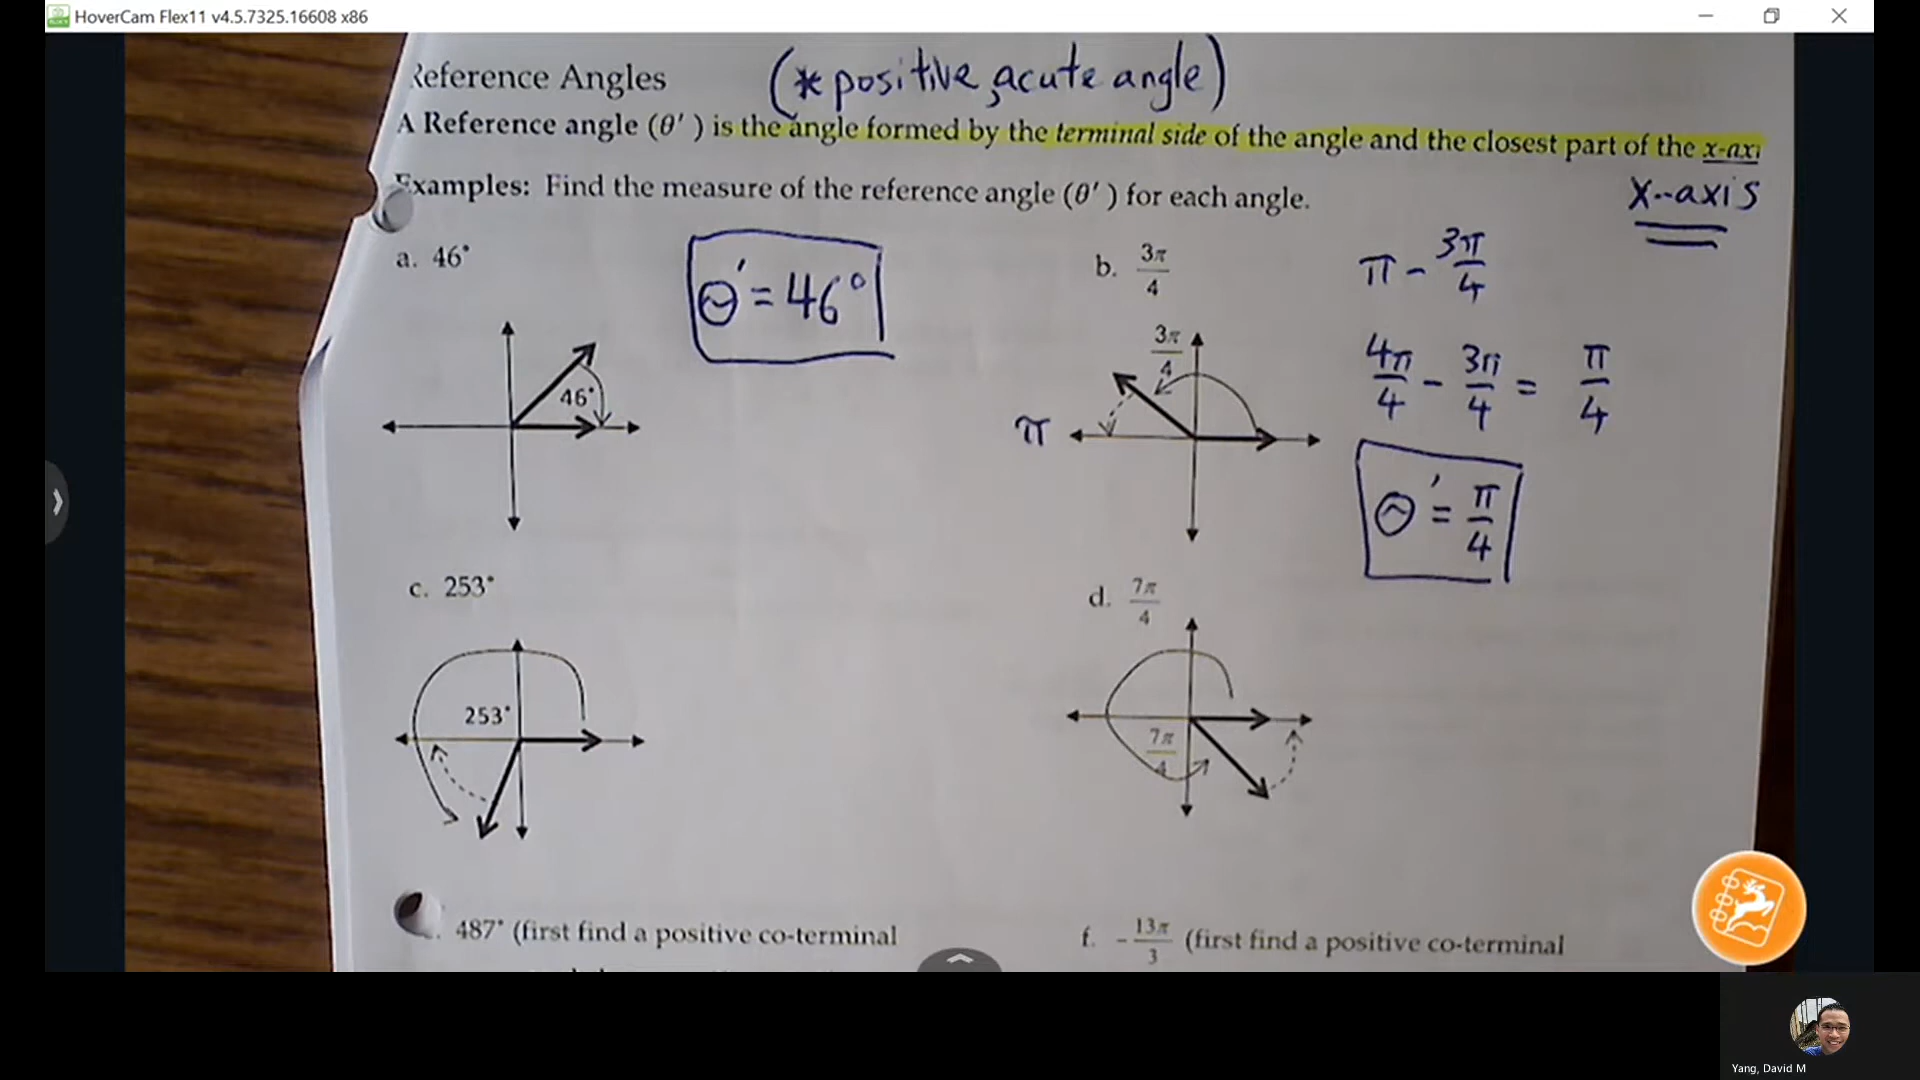 HoverCam Flex11 v4.5.7325.16608 x86
Reference Angles (* positive, acute angle)
A Reference angle (θ′) is the angle formed by the terminal side of the angle and the closest part of the x-axi
x-axis
Examples: Find the measure of the reference angle (θ′) for each angle.
a. 46°
θ′ = 46°
46°
b. 3π/4
π - 3π/4
3π/4
4π/4 - 3π/4 = π/4
π
θ′ = π/4
c. 253°
253°
d. 7π/4
7π/4
487° (first find a positive co-terminal
f. -13π/3 (first find a positive co-terminal
Yang, David M